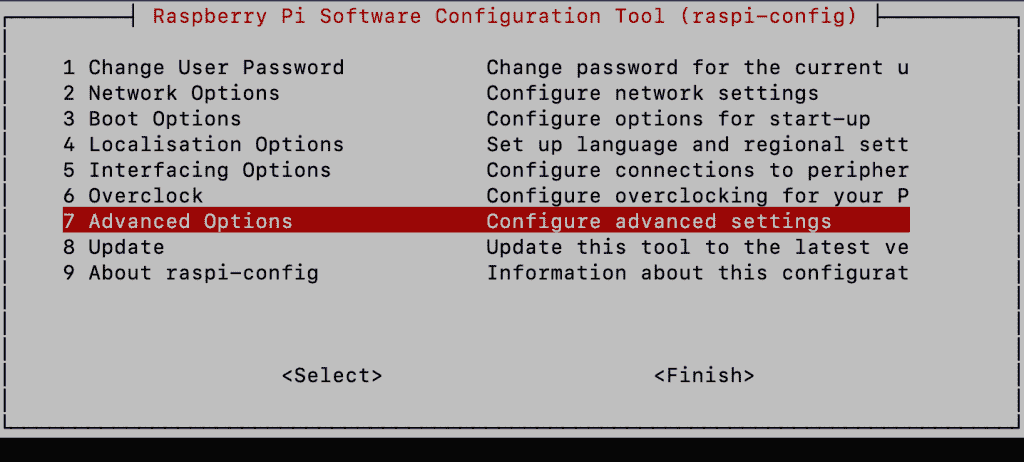 Raspberry Pi Software Configuration Tool (raspi-config)
1 Change User Password Change password for the current u
2 Network Options Configure network settings
3 Boot Options Configure options for start-up
4 Localisation Options Set up language and regional sett
5 Interfacing Options Configure connections to peripher
6 Overclock Configure overclocking for your P
7 Advanced Options Configure advanced settings
8 Update Update this tool to the latest ve
9 About raspi-config Information about this configurat
<Select> <Finish>